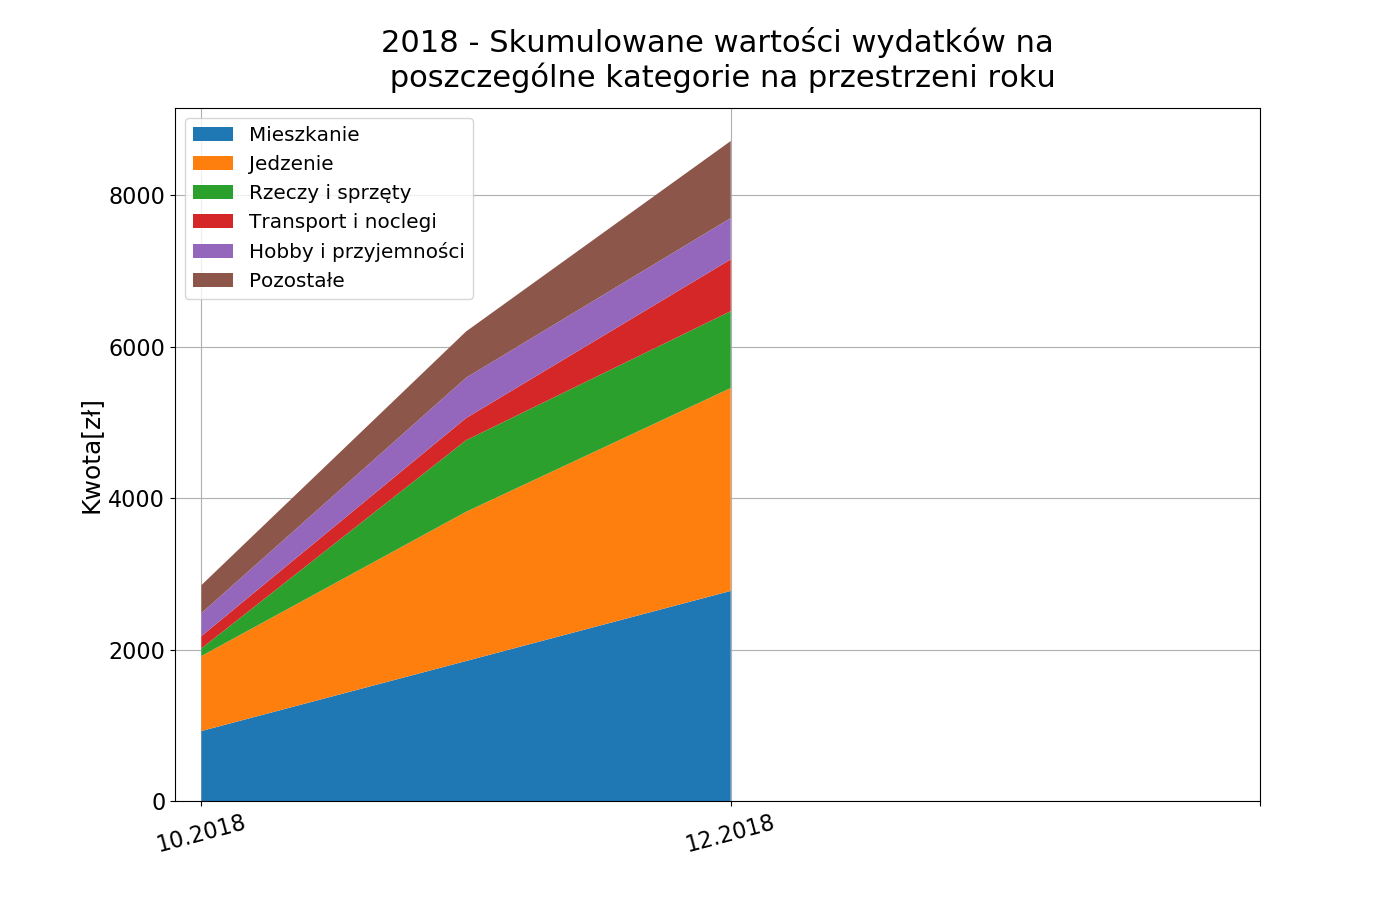 2018 - Skumulowane wartości wydatków na
poszczególne kategorie na przestrzeni roku
Mieszkanie
Jedzenie
Rzeczy i sprzęty
Transport i noclegi
Hobby i przyjemności
Pozostałe
Kwota[zł]
8000
6000
4000
2000
0
10.2018
12.2018